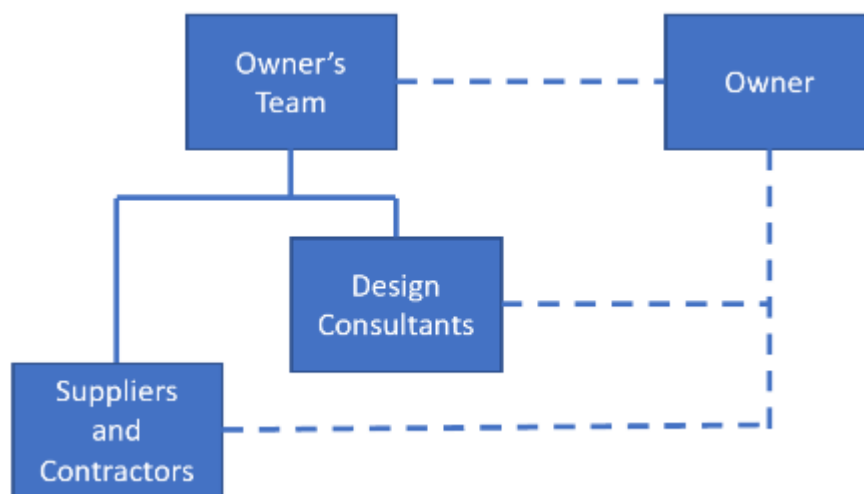 Owner’s
Team
Owner
Design
Consultants
Suppliers
and
Contractors